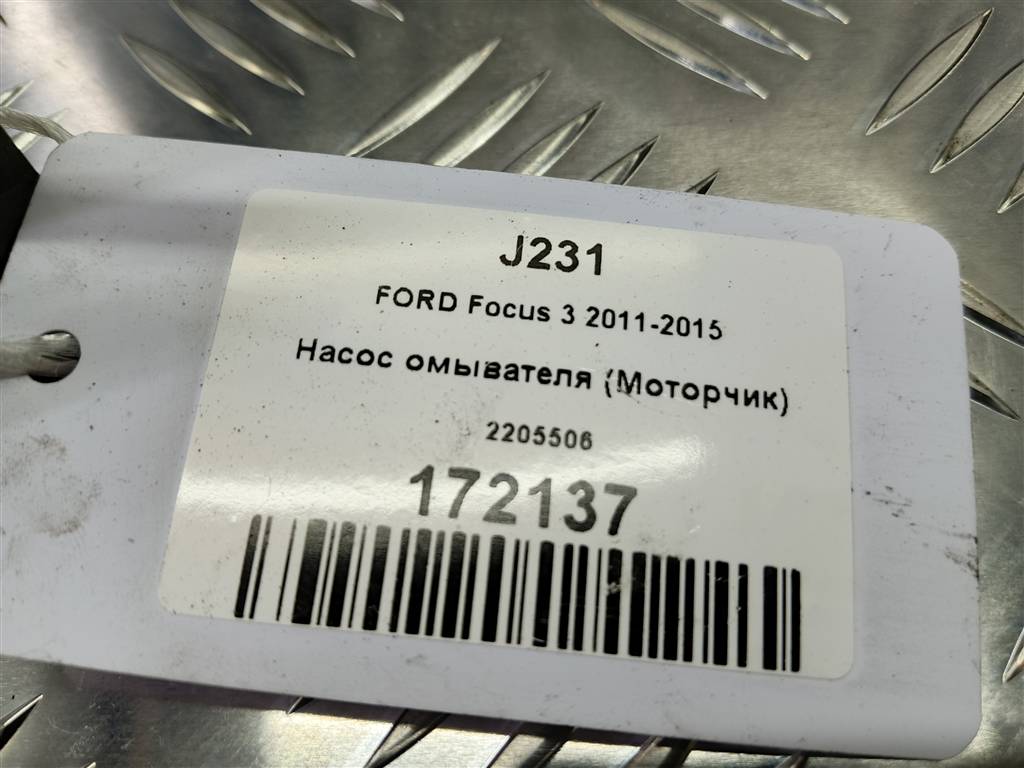 J231
FORD Focus 3 2011-2015
Насос омывателя (Моторчик)
2205506
172137